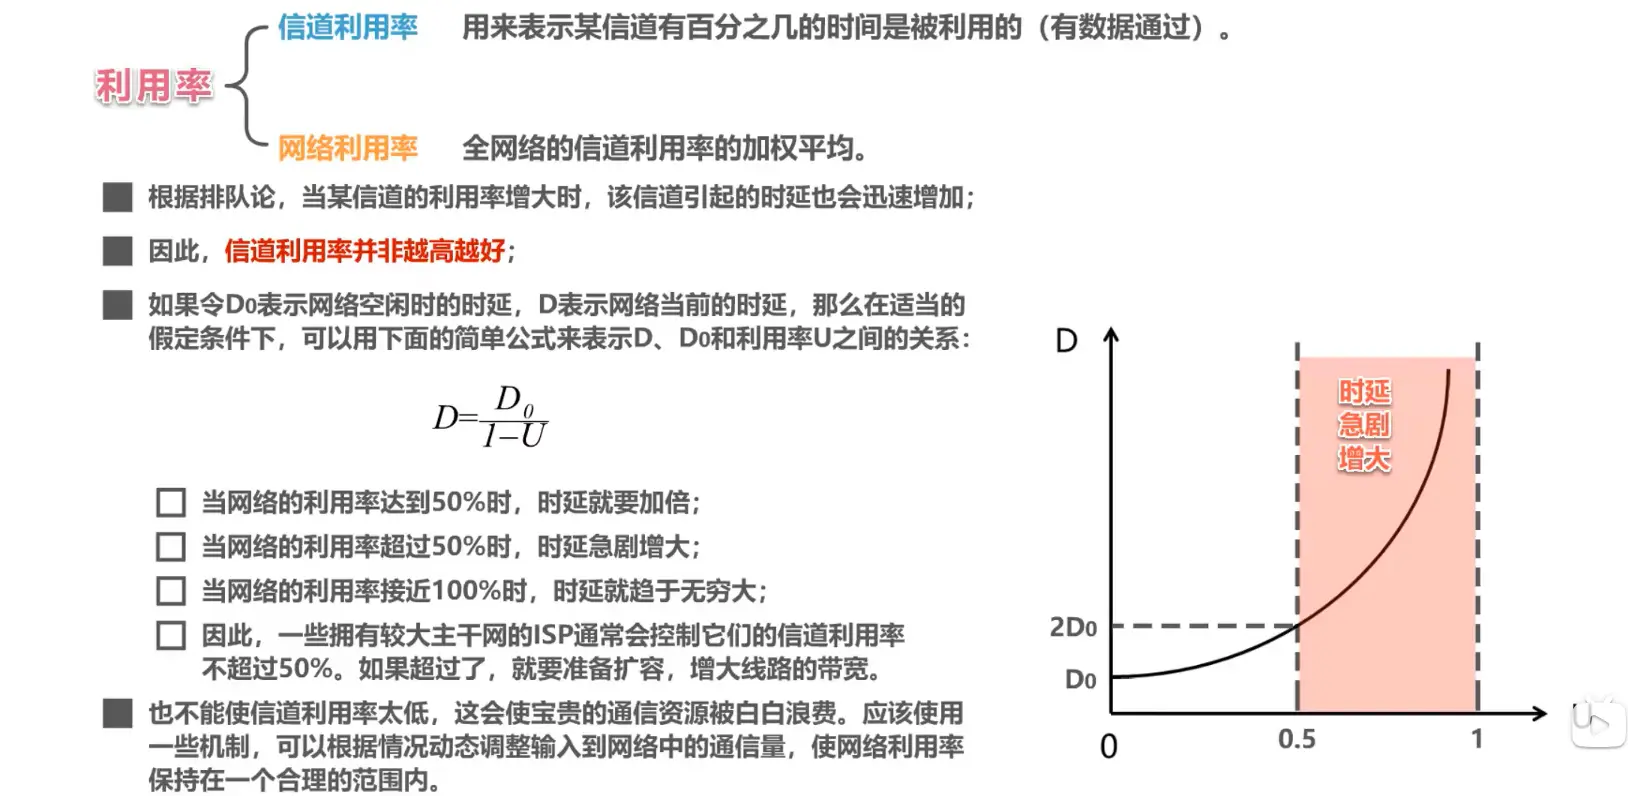 信道利用率 用来表示某信道有百分之几的时间是被利用的（有数据通过）。
利用率
网络利用率 全网络的信道利用率的加权平均。
根据排队论，当某信道的利用率增大时，该信道引起的时延也会迅速增加；
因此，信道利用率并非越高越好；
如果令D₀表示网络空闲时的时延，D表示网络当前的时延，那么在适当的
假定条件下，可以用下面的简单公式来表示D、D₀和利用率U之间的关系：
D=D₀/(1-U)
当网络的利用率达到50%时，时延就要加倍；
当网络的利用率超过50%时，时延急剧增大；
当网络的利用率接近100%时，时延就趋于无穷大；
因此，一些拥有较大主干网的ISP通常会控制它们的信道利用率
不超过50%。如果超过了，就要准备扩容，增大线路的带宽。
也不能使信道利用率太低，这会使宝贵的通信资源被白白浪费。应该使用
一些机制，可以根据情况动态调整输入到网络中的通信量，使网络利用率
保持在一个合理的范围内。
D
时延
急剧
增大
2D₀
D₀
0
0.5
1
U